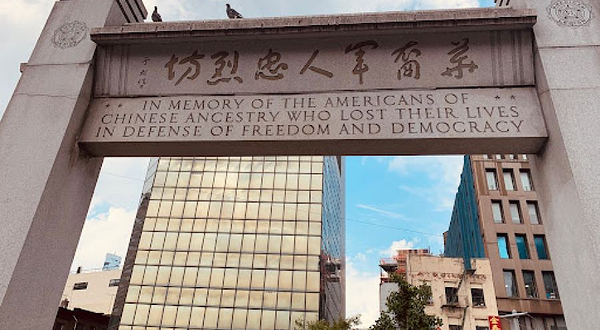 華裔軍人忠烈坊
IN MEMORY OF THE AMERICANS OF
CHINESE ANCESTRY WHO LOST THEIR LIVES
IN DEFENSE OF FREEDOM AND DEMOCRACY